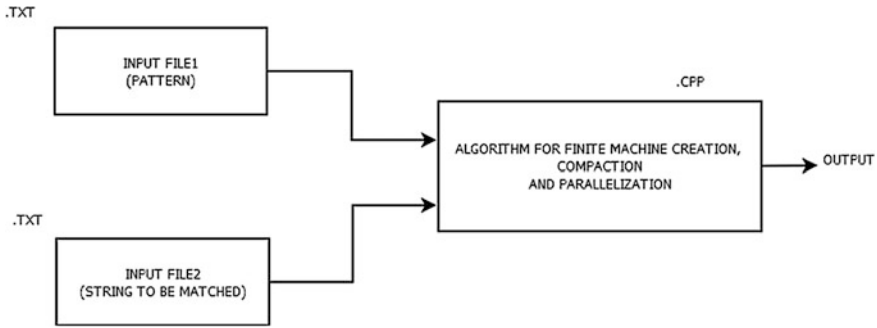 .TXT
INPUT FILE1
(PATTERN)
.CPP
ALGORITHM FOR FINITE MACHINE CREATION,
COMPACTION
AND PARALLELIZATION
OUTPUT
.TXT
INPUT FILE2
(STRING TO BE MATCHED)